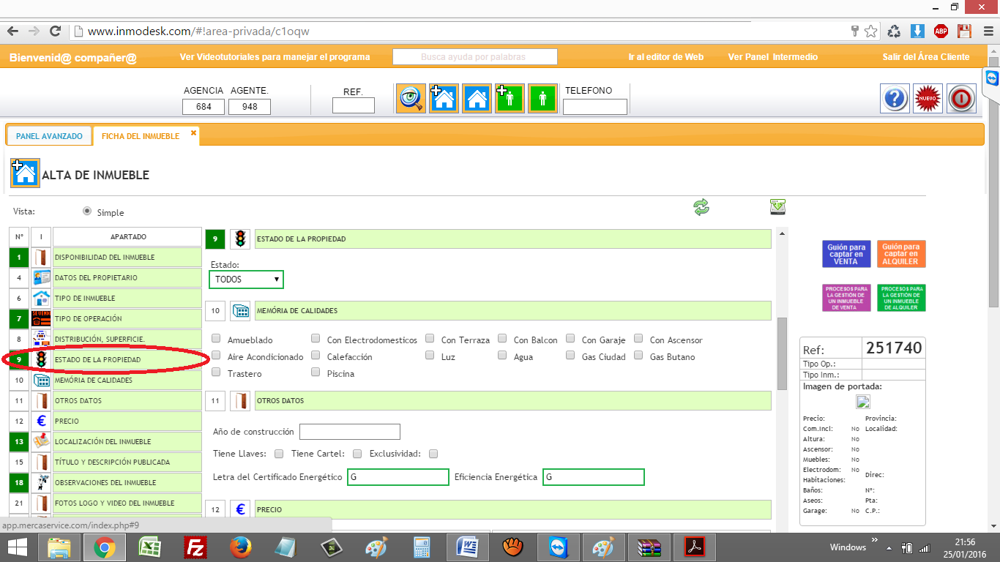 www.inmodesk.com/#!area-privada/c1oqw
ABP
Bienvenid@ compañer@
Ver Videotutoriales para manejar el programa
Busca ayuda por palabras
Ir al editor de Web
Ver Panel Intermedio
Salir del Área Cliente
AGENCIA AGENTE.
684 948
REF.
TELEFONO
NUEVO
PANEL AVANZADO
FICHA DEL INMUEBLE
ALTA DE INMUEBLE
Vista:
Simple
Nº I APARTADO
1 DISPONIBILIDAD DEL INMUEBLE
4 DATOS DEL PROPIETARIO
6 TIPO DE INMUEBLE
7 SE VENDE TIPO DE OPERACIÓN
8 DISTRIBUCIÓN, SUPERFICIE.
9 ESTADO DE LA PROPIEDAD
10 MEMÓRIA DE CALIDADES
11 OTROS DATOS
12 € PRECIO
13 LOCALIZACIÓN DEL INMUEBLE
15 TÍTULO Y DESCRIPCIÓN PUBLICADA
18 OBSERVACIONES DEL INMUEBLE
21 FOTOS LOGO Y VIDEO DEL INMUEBLE
9 ESTADO DE LA PROPIEDAD
Estado:
TODOS
10 MEMÓRIA DE CALIDADES
Amueblado Con Electrodomesticos Con Terraza Con Balcon Con Garaje Con Ascensor
Aire Acondicionado Calefacción Luz Agua Gas Ciudad Gas Butano
Trastero Piscina
11 OTROS DATOS
Año de construcción
Tiene Llaves: Tiene Cartel: Exclusividad:
Letra del Certificado Energético G Eficiencia Energética G
12 € PRECIO
Guión para
captar en
VENTA
Guión para
captar en
ALQUILER
PROCESOS PARA
LA GESTIÓN DE
UN INMUEBLE
DE VENTA
PROCESOS PARA
LA GESTIÓN DE
UN INMUEBLE
DE ALQUILER
Ref: 251740
Tipo Op.:
Tipo Inm.:
Imagen de portada:
Precio: Provincia:
Com.Incl: No Localidad:
Altura: No
Ascensor: No
Muebles: No
Electrodom: No
Direc:
Habitaciones:
Baños: Nº:
Aseos: Pta:
Garage: No C.P.:
app.mercaservice.com/index.php#9
Windows
21:56
25/01/2016